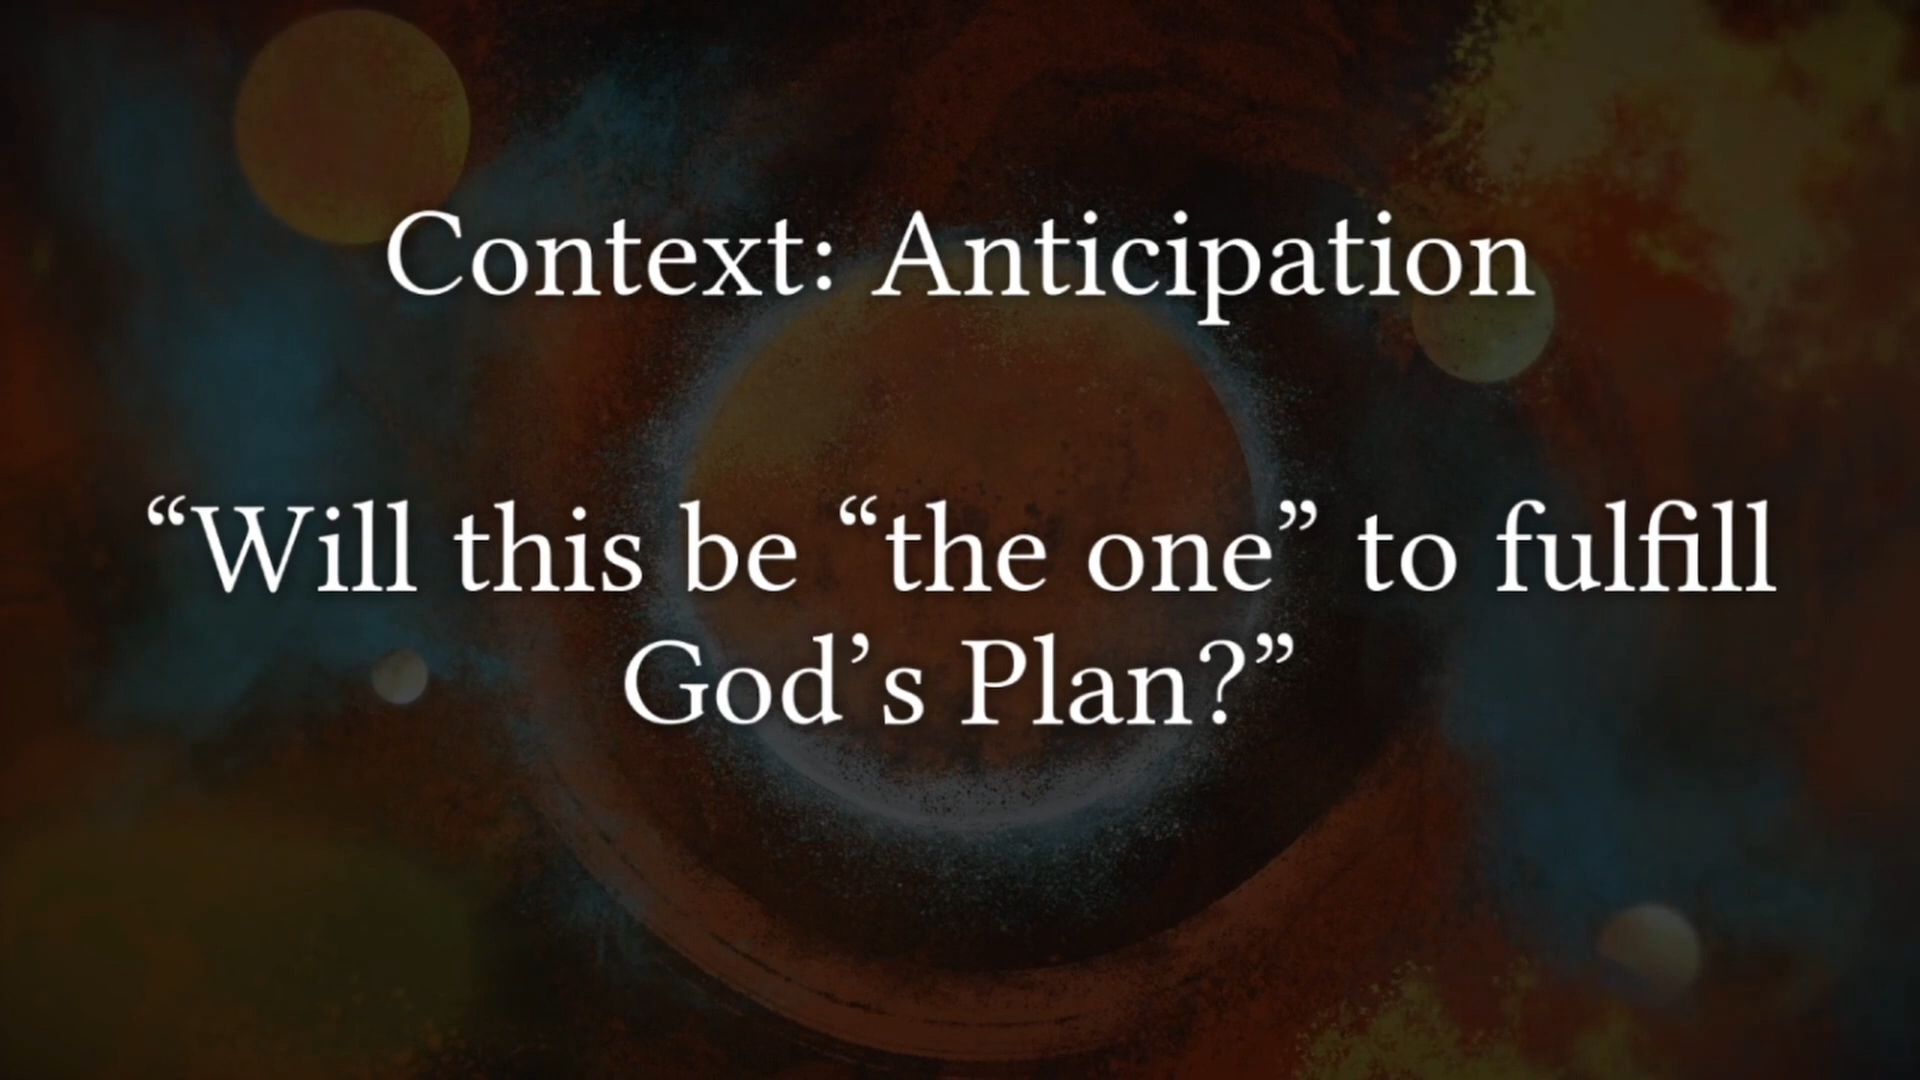 Context: Anticipation
“Will this be “the one” to fulfill
God’s Plan?”